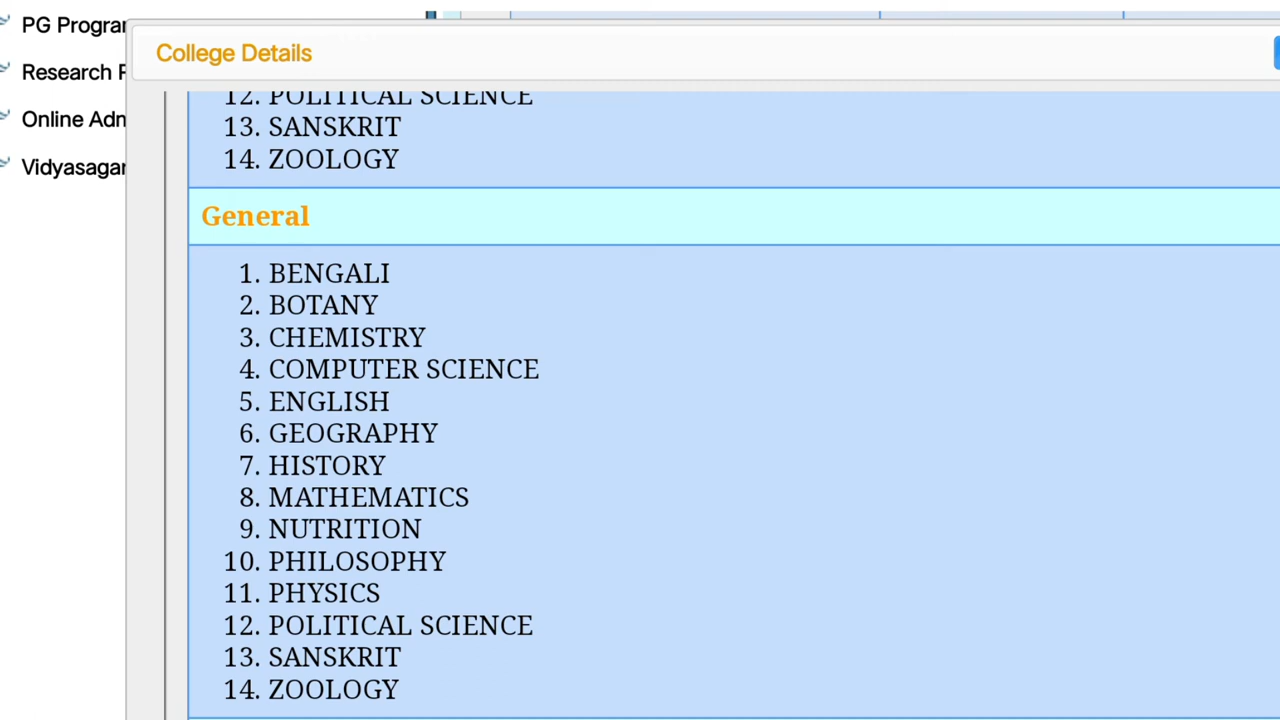 PG Progra
Research
Online Adn
Vidyasagar
College Details
12. POLITICAL SCIENCE
13. SANSKRIT
14. ZOOLOGY
General
1. BENGALI
2. BOTANY
3. CHEMISTRY
4. COMPUTER SCIENCE
5. ENGLISH
6. GEOGRAPHY
7. HISTORY
8. MATHEMATICS
9. NUTRITION
10. PHILOSOPHY
11. PHYSICS
12. POLITICAL SCIENCE
13. SANSKRIT
14. ZOOLOGY